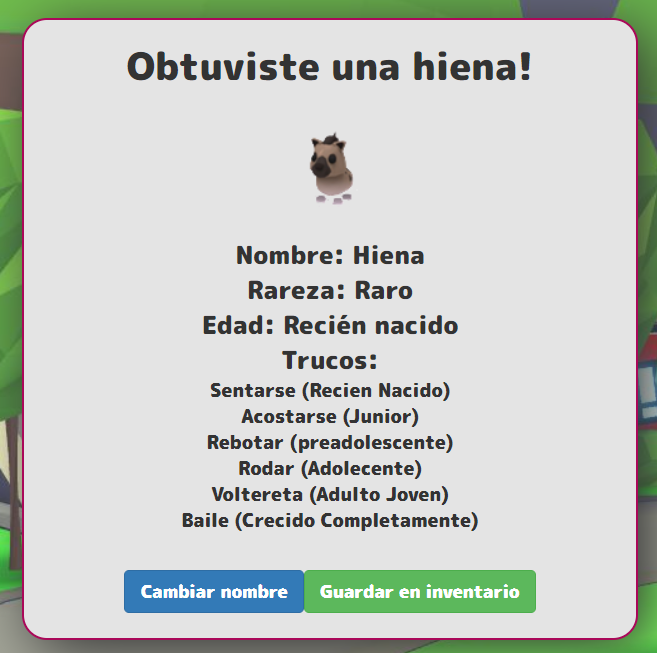 Obtuviste una hiena!
Nombre: Hiena
Rareza: Raro
Edad: Recién nacido
Trucos:
Sentarse (Recien Nacido)
Acostarse (Junior)
Rebotar (preadolescente)
Rodar (Adolecente)
Voltereta (Adulto Joven)
Baile (Crecido Completamente)
Cambiar nombre
Guardar en inventario